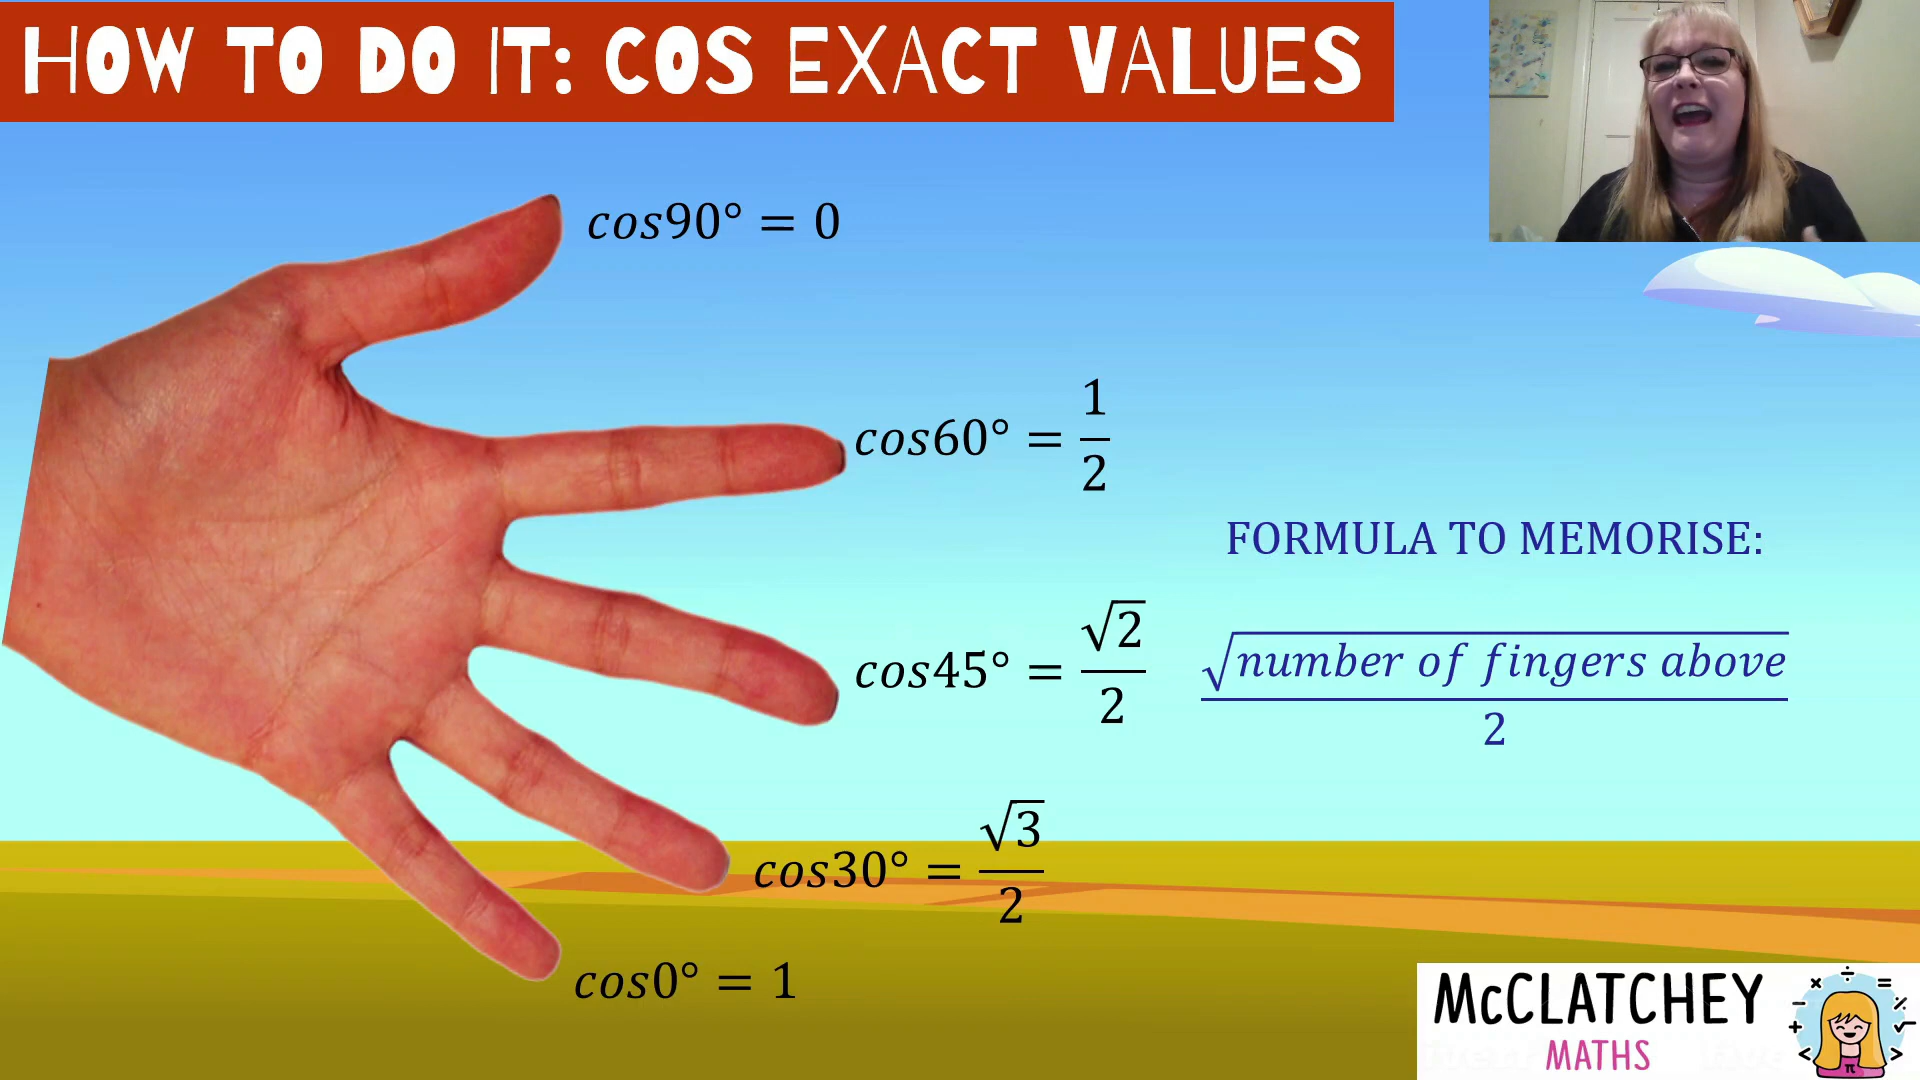 HOW TO DO IT: COS EXACT VALUES
cos90° = 0
cos60° = 1/2
FORMULA TO MEMORISE:
cos45° = √2/2
√number of fingers above/2
cos30° = √3/2
cos0° = 1
McCLATCHEY
MATHS